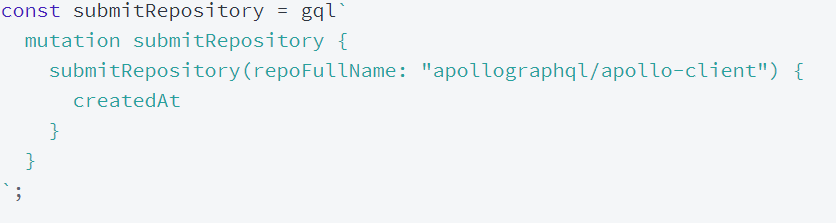 const submitRepository = gql`
  mutation submitRepository {
    submitRepository(repoFullName: "apollographql/apollo-client") {
      createdAt
    }
  }
`;